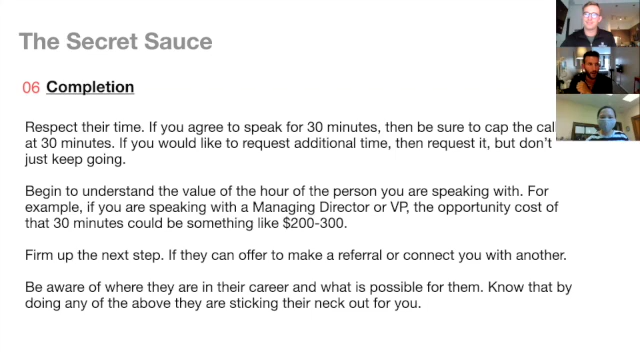 The Secret Sauce
06 Completion
Respect their time. If you agree to speak for 30 minutes, then be sure to cap the cal
at 30 minutes. If you would like to request additional time, then request it, but don't
just keep going.
Begin to understand the value of the hour of the person you are speaking with. For
example, if you are speaking with a Managing Director or VP, the opportunity cost of
that 30 minutes could be something like $200-300.
Firm up the next step. If they can offer to make a referral or connect you with another.
Be aware of where they are in their career and what is possible for them. Know that by
doing any of the above they are sticking their neck out for you.